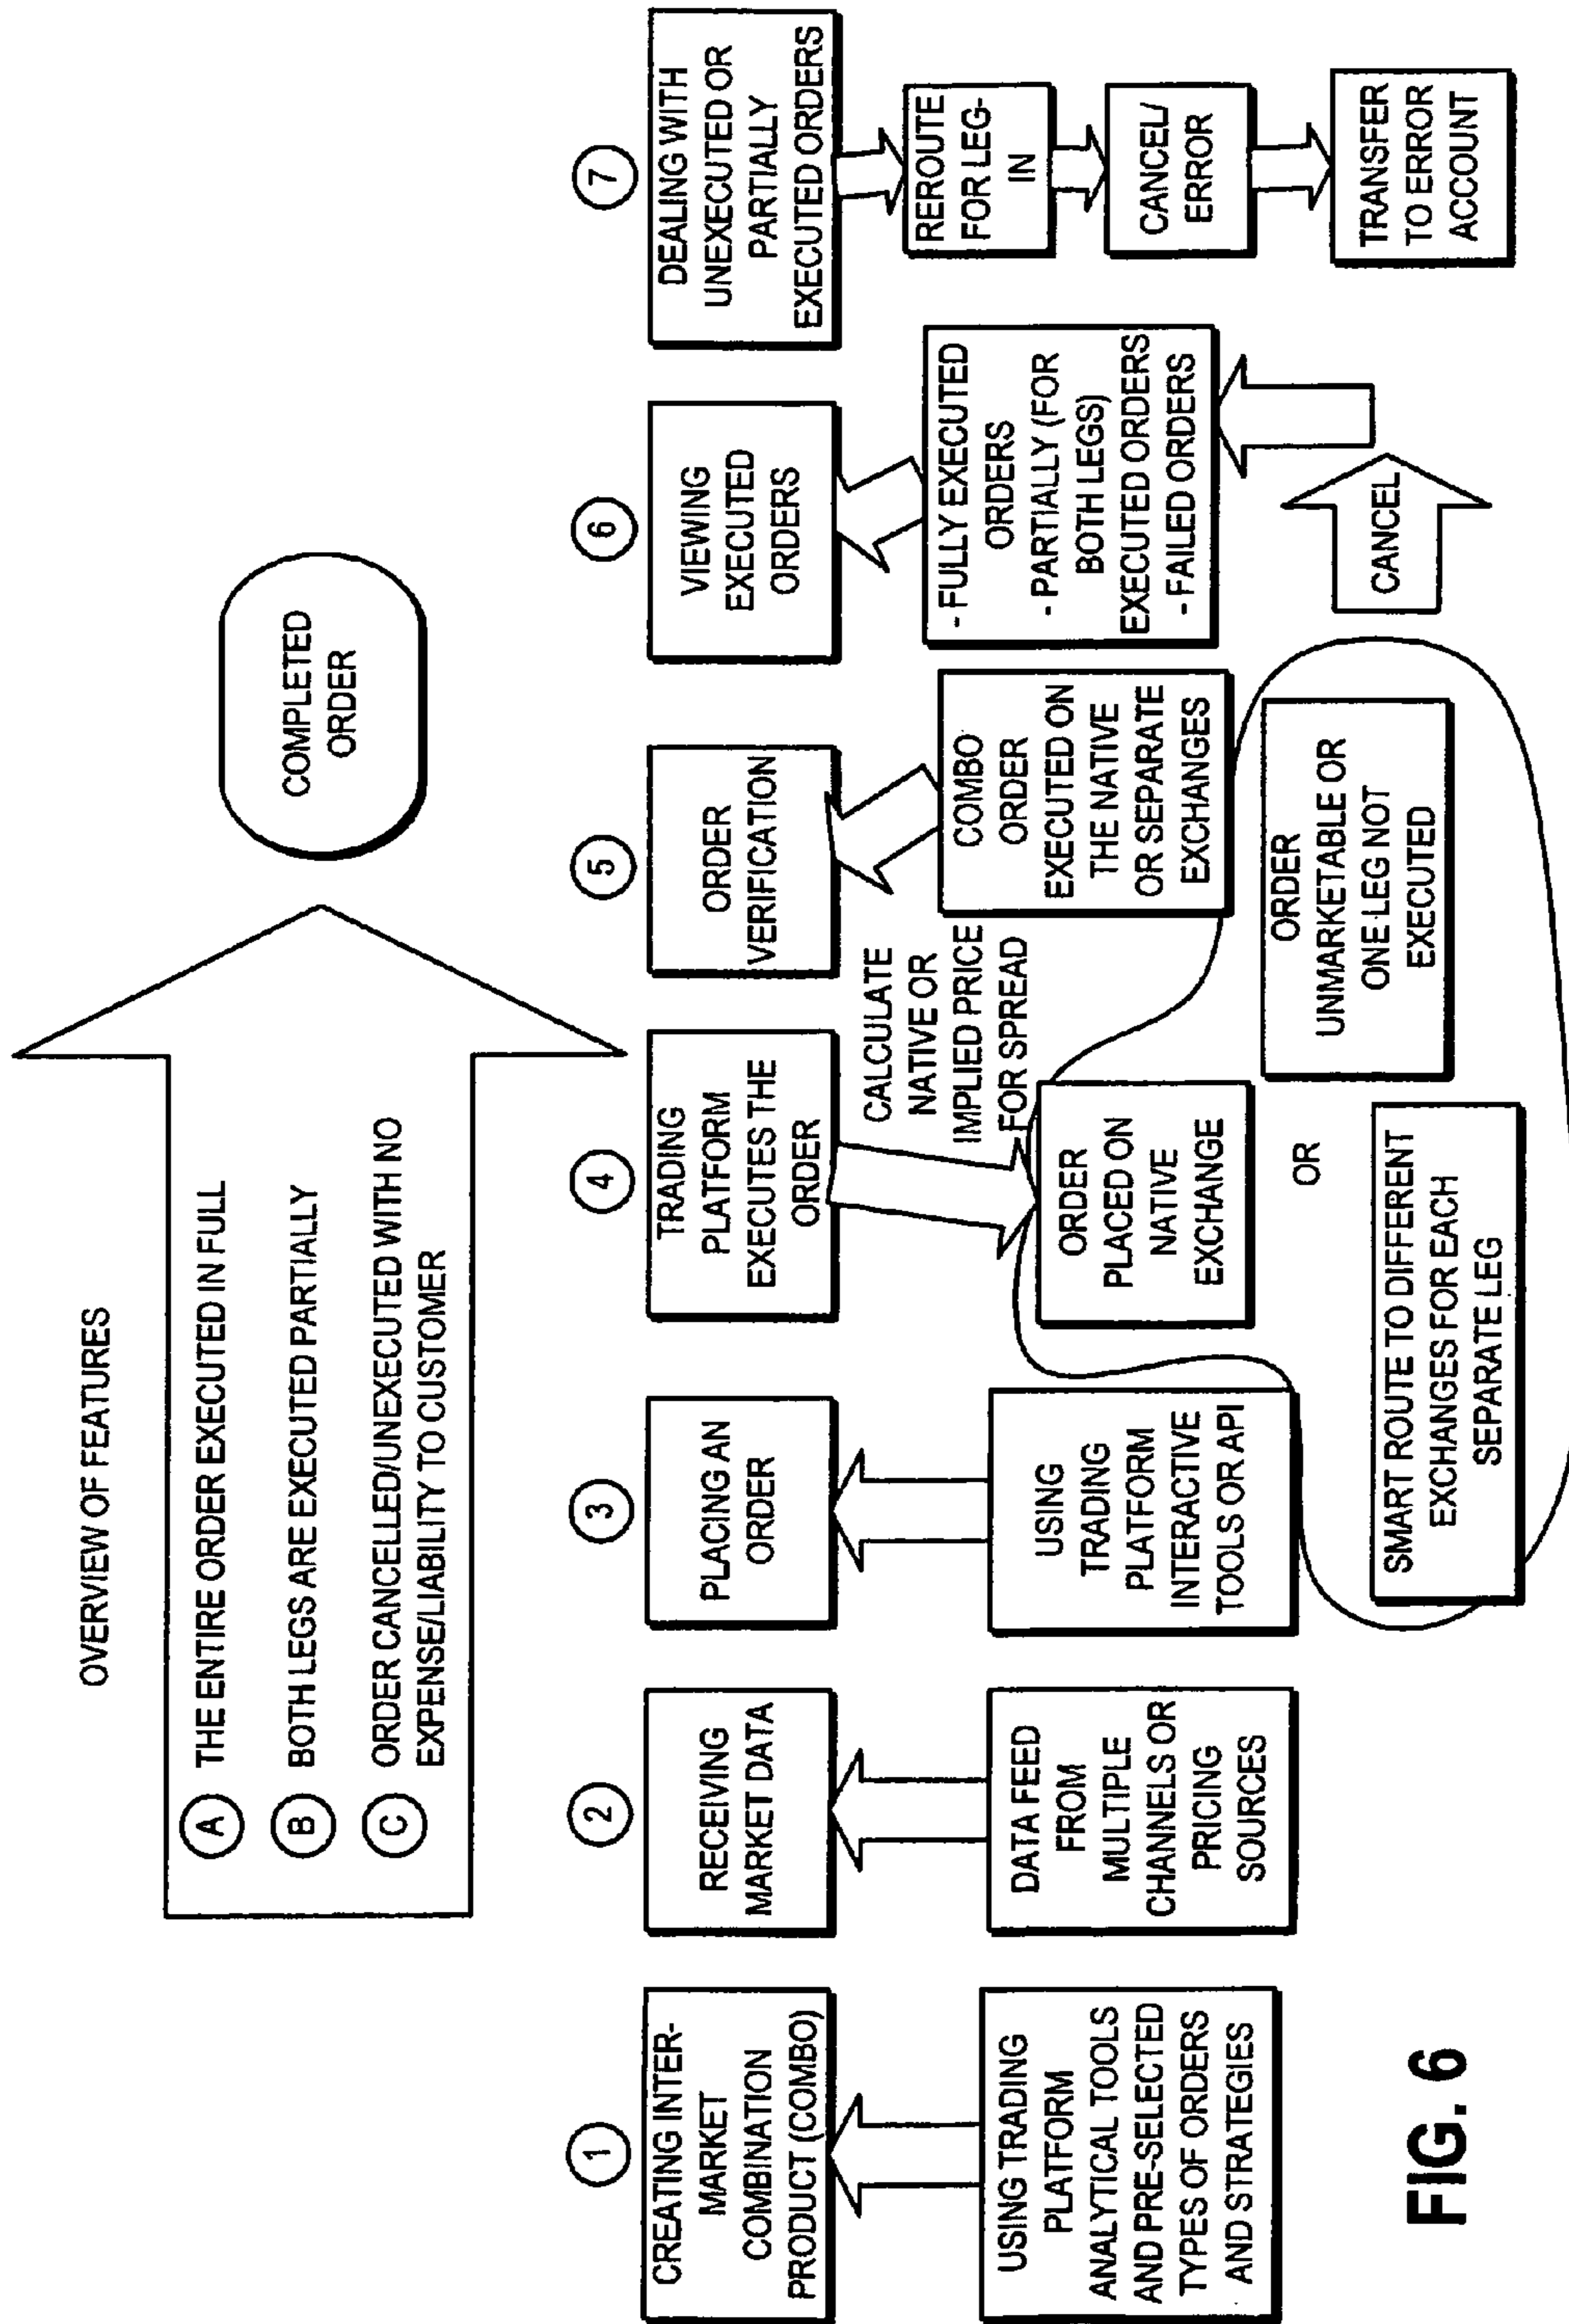 OVERVIEW OF FEATURES
A THE ENTIRE ORDER EXECUTED IN FULL
B BOTH LEGS ARE EXECUTED PARTIALLY
C ORDER CANCELLED/UNEXECUTED WITH NO
EXPENSE/LIABILITY TO CUSTOMER
COMPLETED
ORDER
1
CREATING INTER-
MARKET
COMBINATION
PRODUCT (COMBO)
USING TRADING
PLATFORM
ANALYTICAL TOOLS
AND PRE-SELECTED
TYPES OF ORDERS
AND STRATEGIES
2
RECEIVING
MARKET DATA
DATA FEED
FROM
MULTIPLE
CHANNELS OR
PRICING
SOURCES
3
PLACING AN
ORDER
USING
TRADING
PLATFORM
INTERACTIVE
TOOLS OR API
4
TRADING
PLATFORM
EXECUTES THE
ORDER
CALCULATE
NATIVE OR
IMPLIED PRICE
FOR SPREAD
ORDER
PLACED ON
NATIVE
EXCHANGE
OR
SMART ROUTE TO DIFFERENT
EXCHANGES FOR EACH
SEPARATE LEG
5
ORDER
VERIFICATION
COMBO
ORDER
EXECUTED ON
THE NATIVE
OR SEPARATE
EXCHANGES
ORDER
UNMARKETABLE OR
ONE LEG NOT
EXECUTED
6
VIEWING
EXECUTED
ORDERS
- FULLY EXECUTED
ORDERS
- PARTIALLY (FOR
BOTH LEGS)
EXECUTED ORDERS
- FAILED ORDERS
CANCEL
7
DEALING WITH
UNEXECUTED OR
PARTIALLY
EXECUTED ORDERS
REROUTE
FOR LEG-
IN
CANCEL/
ERROR
TRANSFER
TO ERROR
ACCOUNT
FIG. 6